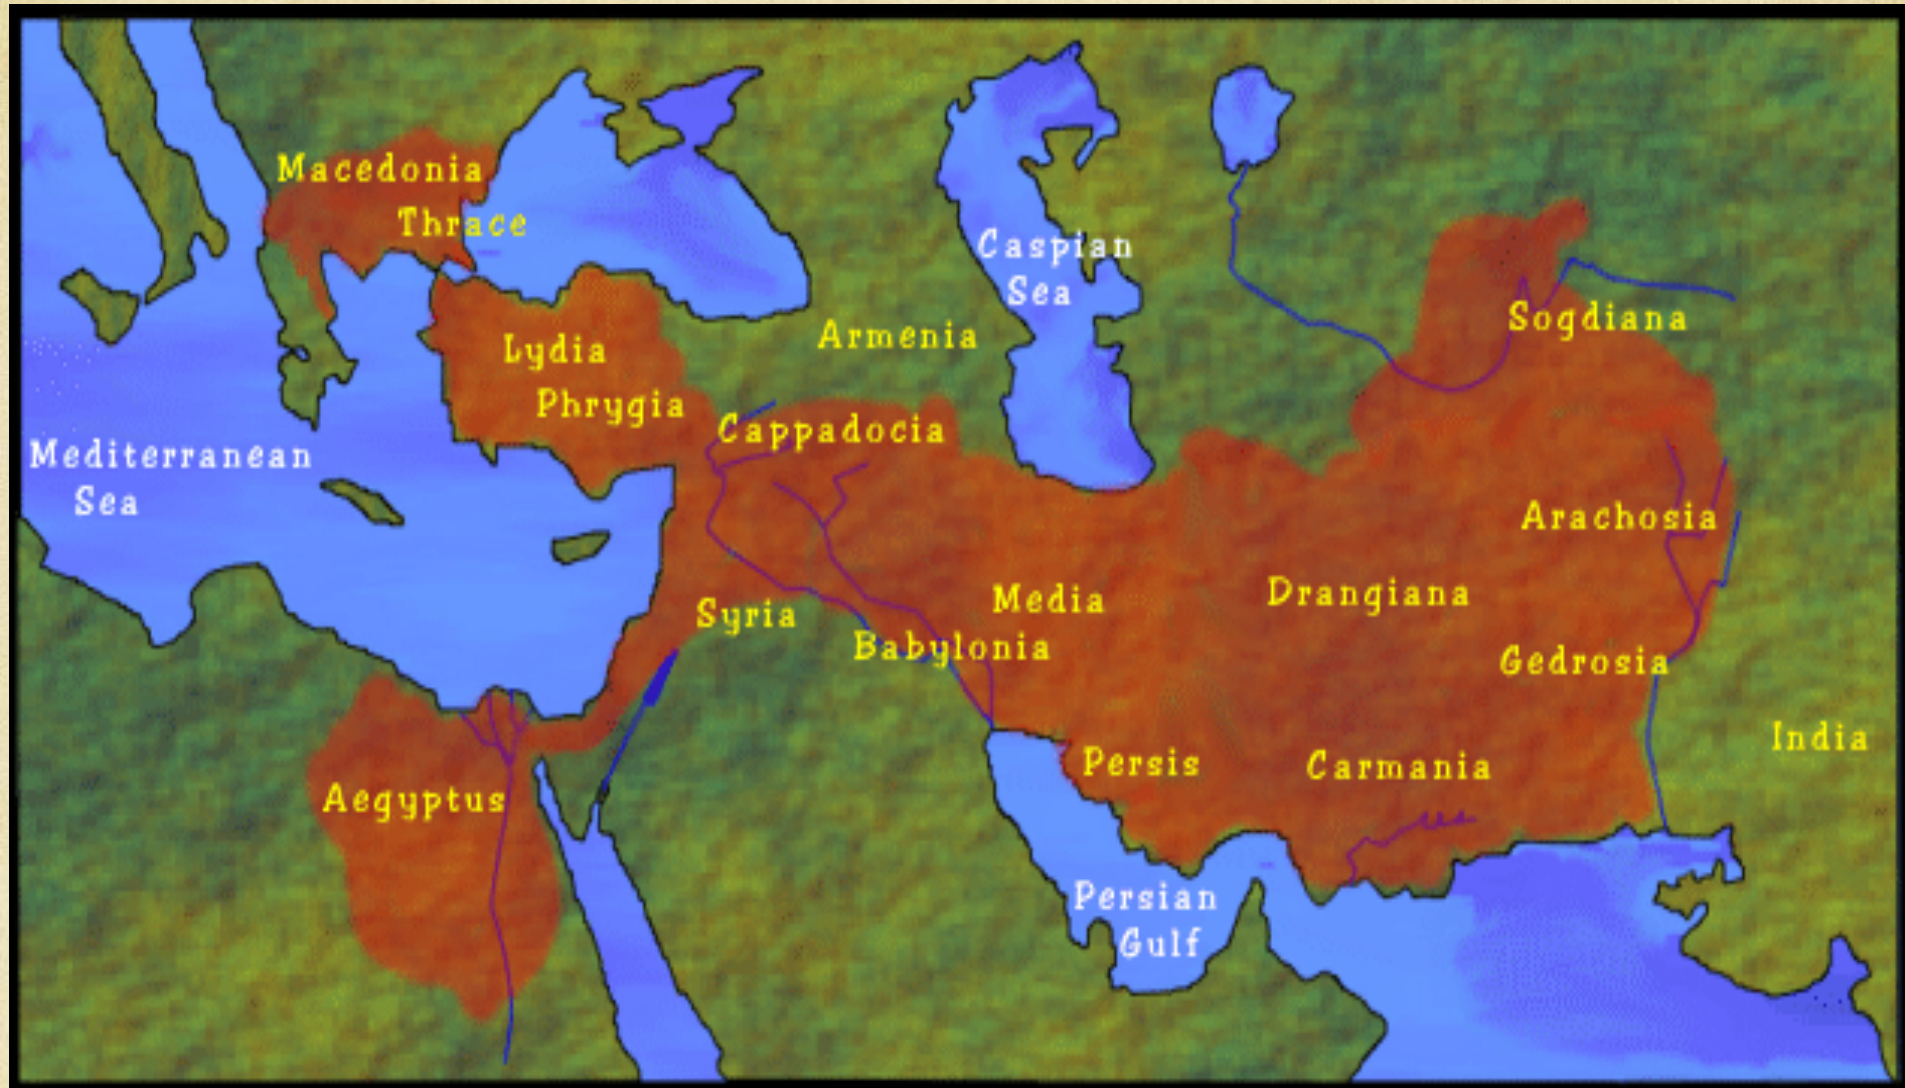 Macedonia
Thrace
Caspian
Sea
Sogdiana
Armenia
Lydia
Phrygia
Cappadocia
Mediterranean
Sea
Arachosia
Media
Drangiana
Syria
Babylonia
Gedrosia
India
Persis
Carmania
Aegyptus
Persian
Gulf